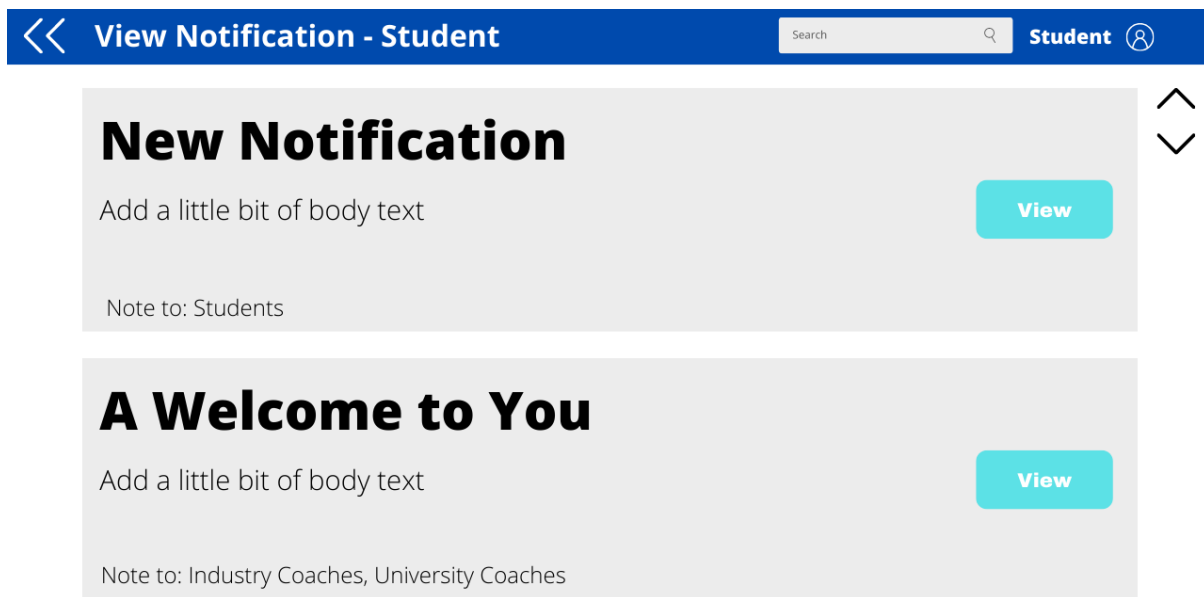 View Notification - Student
Search
Student
New Notification
Add a little bit of body text
View
Note to: Students
A Welcome to You
Add a little bit of body text
View
Note to: Industry Coaches, University Coaches